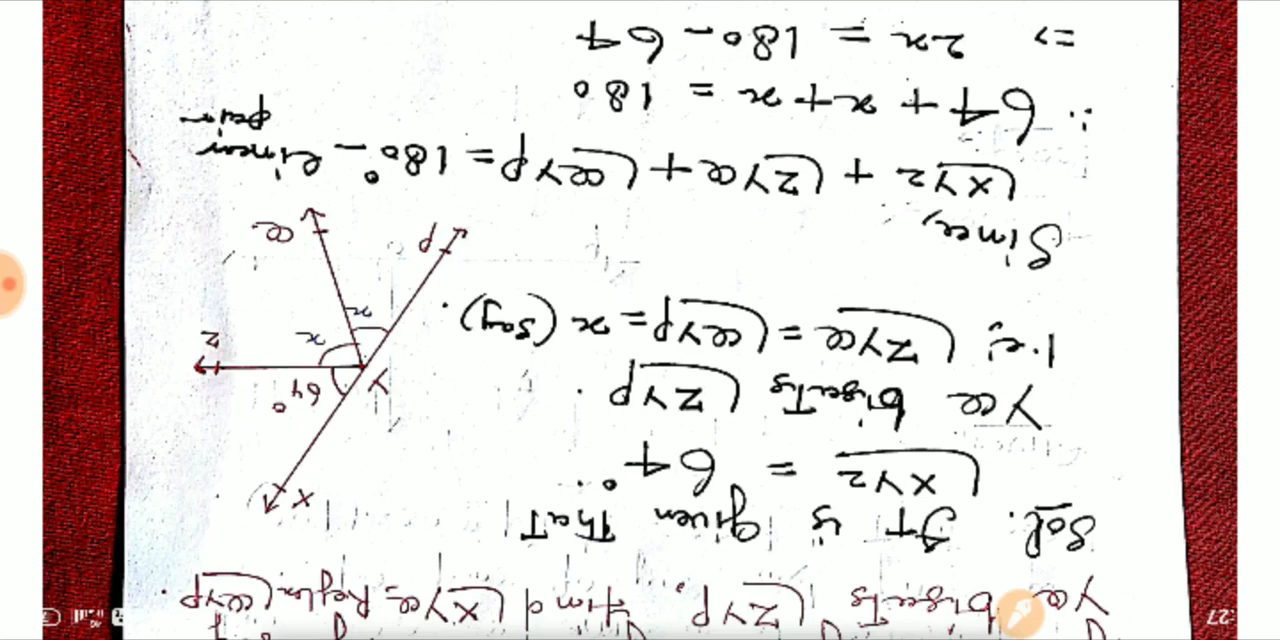 YQ bisects ∠ZYP. Find ∠XYQ, Reflex ∠QYP.
Sol. It is given that
∠XYZ = 64°.
YQ bisects ∠ZYP.
i.e., ∠ZYQ = ∠QYP = x (say).
Since,
∠XYZ + ∠ZYQ + ∠QYP = 180° - Linear
pair
∴ 64 + x + x = 180
=> 2x = 180 - 64
X
Y 64°
Z
x
x
P
Q